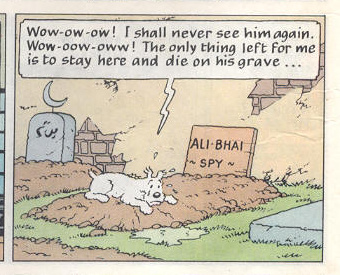 Wow-ow-ow! I shall never see him again.
Wow-oow-oww! The only thing left for me
is to stay here and die on his grave ...
ALI·BHAI
SPY ~